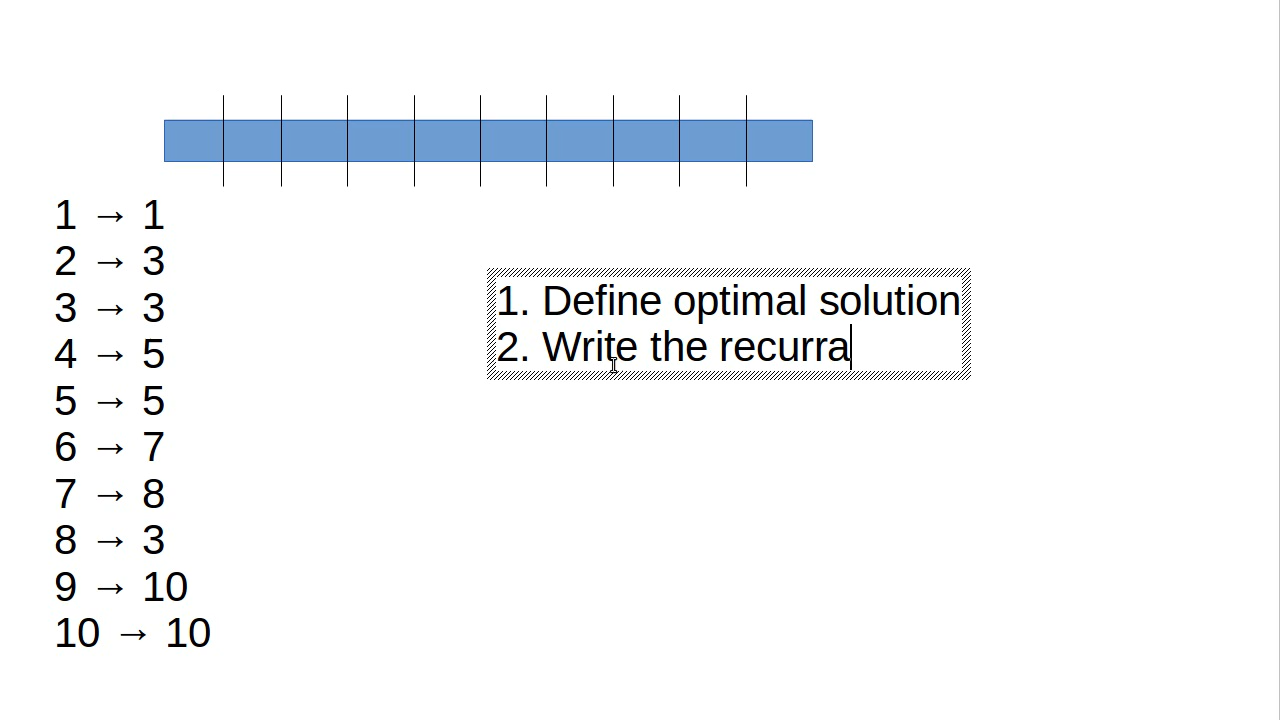 1 → 1
2 → 3
3 → 3
4 → 5
5 → 5
6 → 7
7 → 8
8 → 3
9 → 10
10 → 10
1. Define optimal solution
2. Write the recurra